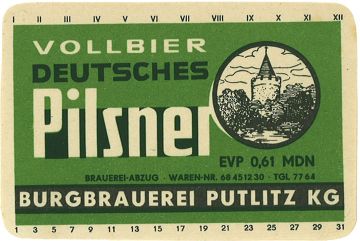 I II III IV V VI VII VIII IX X XI XII
VOLLBIER
DEUTSCHES
Pilsner
EVP 0,61 MDN
BRAUEREI-ABZUG · WAREN-NR. 68451230 · TGL 7764
BURGBRAUEREI PUTLITZ KG
1 3 5 7 9 11 13 15 17 19 21 23 25 27 29 31